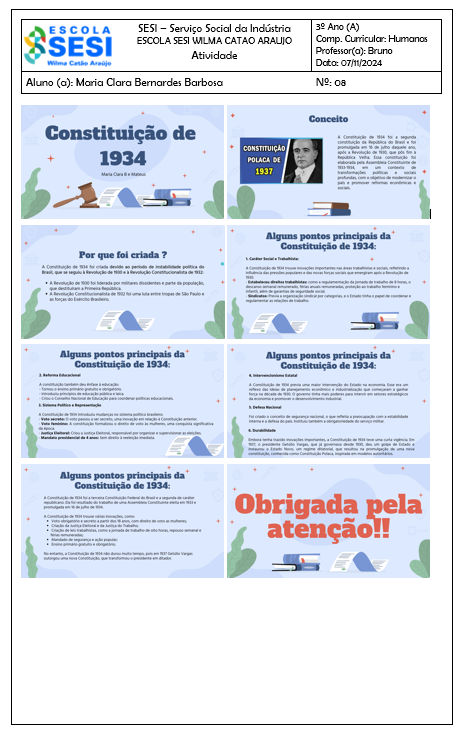 ESCOLA
SESI
Wilma Catao Araujo
SESI – Serviço Social da Indústria
ESCOLA SESI WILMA CATAO ARAUJO
Atividade
3º Ano (A)
Comp. Curricular: Humanas
Professor(a): Bruno
Data: 07/11/2024
Aluno (a): Maria Clara Bernardes Barbosa
Nº: 08
Constituição de
1934
Maria Clara B e Mateus
Conceito
CONSTITUIÇÃO
POLACA DE
1937
A Constituição de 1934 foi a segunda
constituição da República do Brasil e foi
promulgada em 16 de julho daquele ano,
após a Revolução de 1930, que pôs fim à
República Velha. Essa constituição foi
elaborada pela Assembleia Constituinte de
1933-1934, em um contexto de
transformações políticas e sociais
profundas, com o objetivo de modernizar o
país e promover reformas econômicas e
sociais.
Por que foi criada ?
A Constituição de 1934 foi criada devido ao período de instabilidade política do
Brasil, que se seguiu à Revolução de 1930 e à Revolução Constitucionalista de 1932:
A Revolução de 1930 foi liderada por militares dissidentes e parte da população,
que destituíram a Primeira República.
A Revolução Constitucionalista de 1932 foi uma luta entre tropas de São Paulo e
as forças do Exército Brasileiro.
Alguns pontos principais da
Constituição de 1934:
1. Caráter Social e Trabalhista:
A Constituição de 1934 trouxe inovações importantes nas áreas trabalhistas e sociais, refletindo a
influência das pressões populares e das novas forças sociais que emergiram após a Revolução de
1930.
- Estabeleceu direitos trabalhistas: como a regulamentação da jornada de trabalho de 8 horas, o
descanso semanal remunerado, férias anuais remuneradas, proteção ao trabalho feminino e
infantil, além de garantias de seguridade social
- Sindicatos: Previa a organização sindical por categorias, e o Estado tinha o papel de coordenar e
regulamentar as relações de trabalho.
Alguns pontos principais da
Constituição de 1934:
2. Reforma Educacional
A constituição também deu ênfase à educação:
- Tornou o ensino primário gratuito e obrigatório.
- Introduziu princípios de educação pública e laica.
- Criou o Conselho Nacional de Educação para coordenar políticas educacionais.
3. Sistema Político e Representação
A Constituição de 1934 introduziu mudanças no sistema político brasileiro:
- Voto secreto: O voto passou a ser secreto, uma inovação em relação à Constituição anterior.
- Voto feminino: A constituição formalizou o direito de voto às mulheres, uma conquista significativa
da época.
- Justiça Eleitoral: Criou a Justiça Eleitoral, responsável por organizar e supervisionar as eleições.
- Mandato presidencial de 4 anos: Sem direito à reeleição imediata.
Alguns pontos principais da
Constituição de 1934:
4. Intervencionismo Estatal
A Constituição de 1934 previa uma maior intervenção do Estado na economia. Esse era um
reflexo das ideias de planejamento econômico e industrialização que começavam a ganhar
força na década de 1930. O governo tinha mais poderes para intervir em setores estratégicos
da economia e promover o desenvolvimento industrial.
5. Defesa Nacional
Foi criado o conceito de segurança nacional, o que refletia a preocupação com a estabilidade
interna e a defesa do país. Instituiu também a obrigatoriedade do serviço militar.
6. Durabilidade
Embora tenha trazido inovações importantes, a Constituição de 1934 teve uma curta vigência. Em
1937, o presidente Getúlio Vargas, que já governava desde 1930, deu um golpe de Estado e
instaurou o Estado Novo, um regime ditatorial, que resultou na promulgação de uma nova
constituição, conhecida como Constituição Polaca, inspirada em modelos autoritários.
Alguns pontos principais da
Constituição de 1934:
A Constituição de 1934 foi a terceira Constituição Federal do Brasil e a segunda de caráter
republicano. Ela foi resultado do trabalho de uma Assembleia Constituinte eleita em 1933 e
promulgada em 16 de julho de 1934.
A Constituição de 1934 trouxe várias inovações, como:
Voto obrigatório e secreto a partir dos 18 anos, com direito de voto às mulheres,
Criação da Justiça Eleitoral e da Justiça do Trabalho,
Criação de leis trabalhistas, como a jornada de trabalho de oito horas, repouso semanal e
férias remuneradas,
Mandado de segurança e ação popular,
Ensino primário gratuito e obrigatório.
No entanto, a Constituição de 1934 não durou muito tempo, pois em 1937 Getúlio Vargas
outorgou uma nova Constituição, que transformou o presidente em ditador.
Obrigada pela
atenção!!